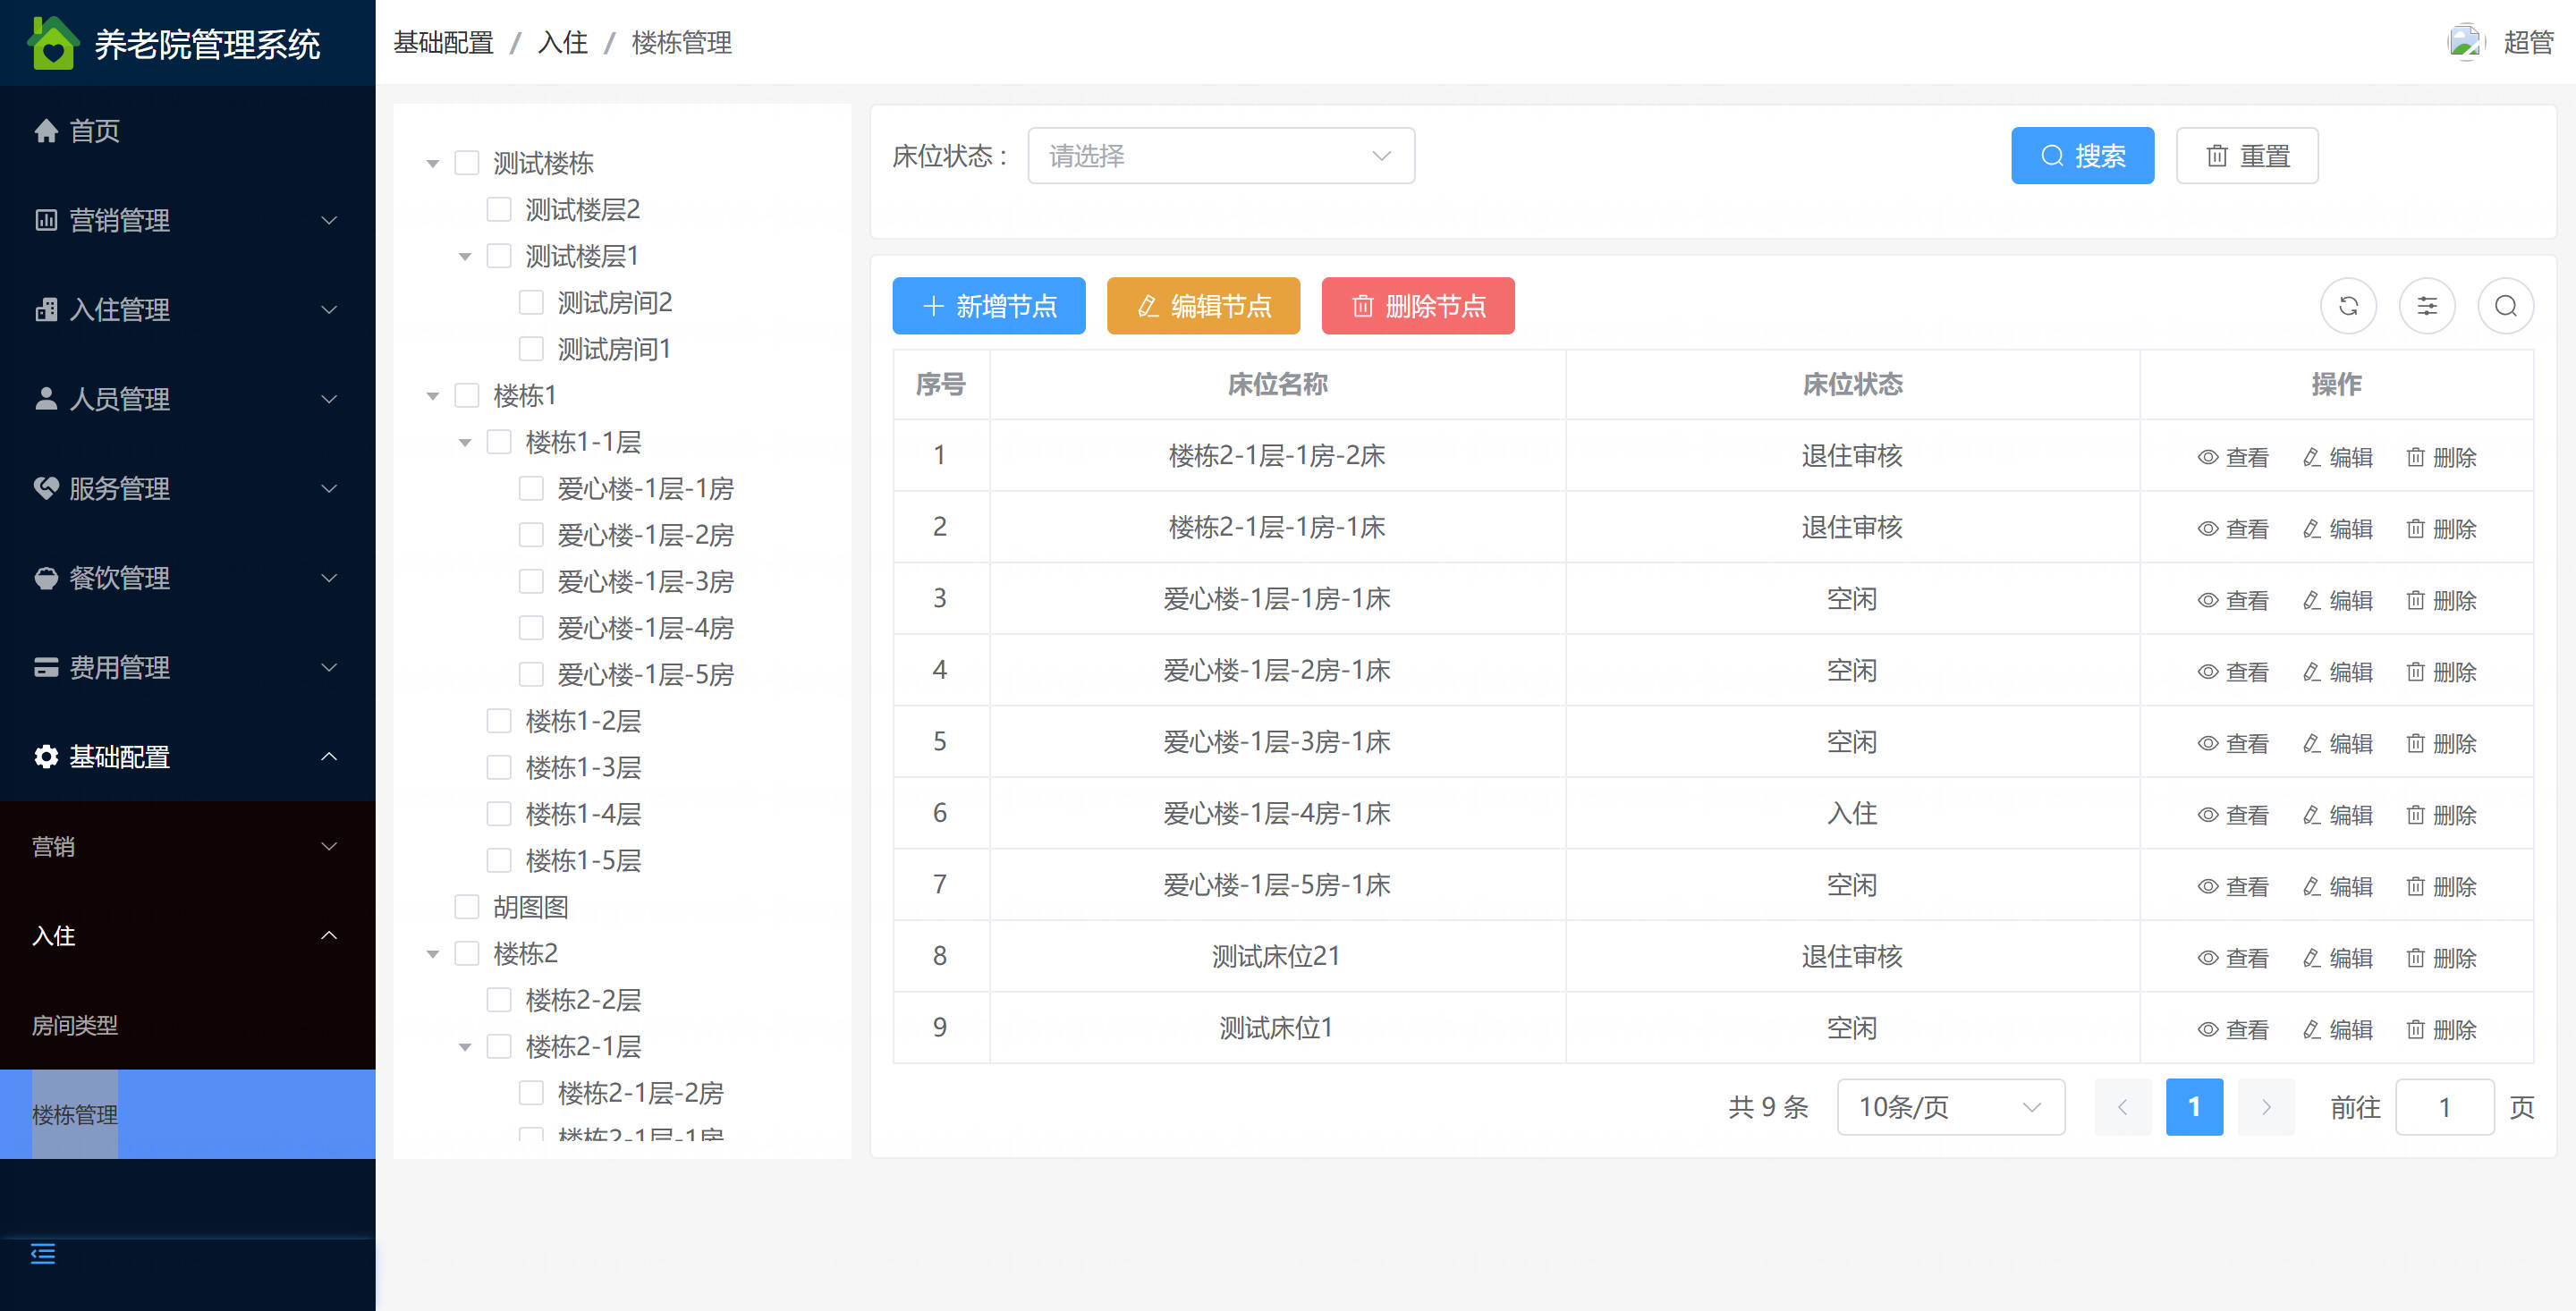 养老院管理系统
基础配置 / 入住 / 楼栋管理
超管
首页
营销管理
入住管理
人员管理
服务管理
餐饮管理
费用管理
基础配置
营销
入住
房间类型
楼栋管理
测试楼栋
测试楼层2
测试楼层1
测试房间2
测试房间1
楼栋1
楼栋1-1层
爱心楼-1层-1房
爱心楼-1层-2房
爱心楼-1层-3房
爱心楼-1层-4房
爱心楼-1层-5房
楼栋1-2层
楼栋1-3层
楼栋1-4层
楼栋1-5层
胡图图
楼栋2
楼栋2-2层
楼栋2-1层
楼栋2-1层-2房
楼栋2-1层-1房
床位状态： 请选择 搜索 重置
新增节点 编辑节点 删除节点
序号 床位名称 床位状态 操作
1 楼栋2-1层-1房-2床 退住审核 查看 编辑 删除
2 楼栋2-1层-1房-1床 退住审核 查看 编辑 删除
3 爱心楼-1层-1房-1床 空闲 查看 编辑 删除
4 爱心楼-1层-2房-1床 空闲 查看 编辑 删除
5 爱心楼-1层-3房-1床 空闲 查看 编辑 删除
6 爱心楼-1层-4房-1床 入住 查看 编辑 删除
7 爱心楼-1层-5房-1床 空闲 查看 编辑 删除
8 测试床位21 退住审核 查看 编辑 删除
9 测试床位1 空闲 查看 编辑 删除
共 9 条 10条/页 1 前往 1 页